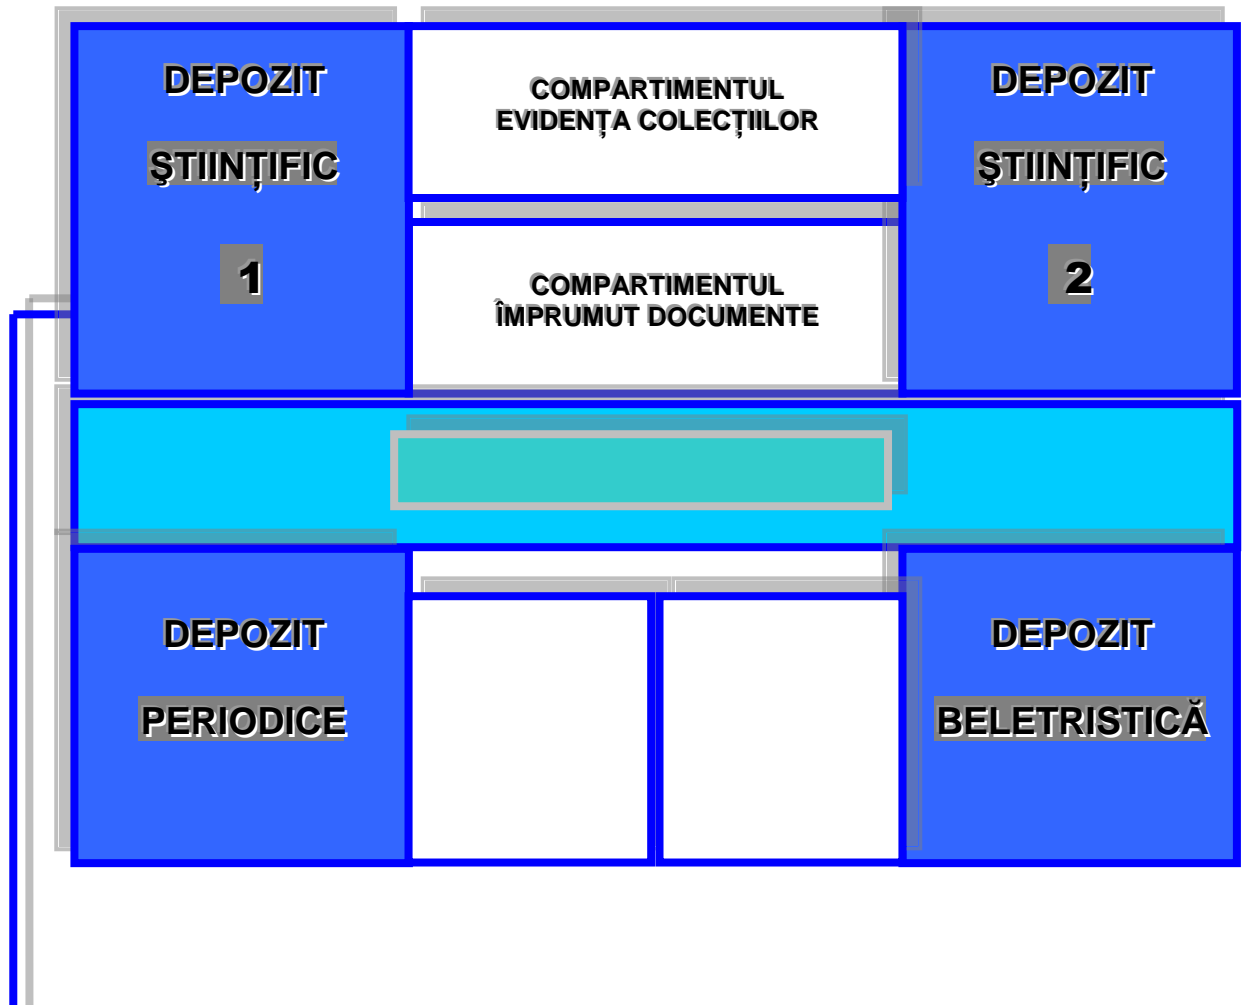 DEPOZIT
ŞTIINŢIFIC
1
COMPARTIMENTUL
EVIDENŢA COLECŢIILOR
COMPARTIMENTUL
ÎMPRUMUT DOCUMENTE
DEPOZIT
ŞTIINŢIFIC
2
DEPOZIT
PERIODICE
DEPOZIT
BELETRISTICĂ